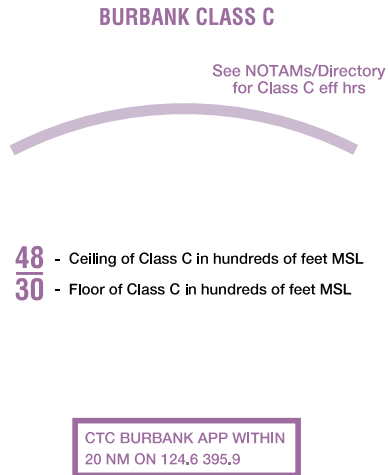 BURBANK CLASS C
See NOTAMs/Directory
for Class C eff hrs
48 - Ceiling of Class C in hundreds of feet MSL
30 - Floor of Class C in hundreds of feet MSL
CTC BURBANK APP WITHIN
20 NM ON 124.6 395.9